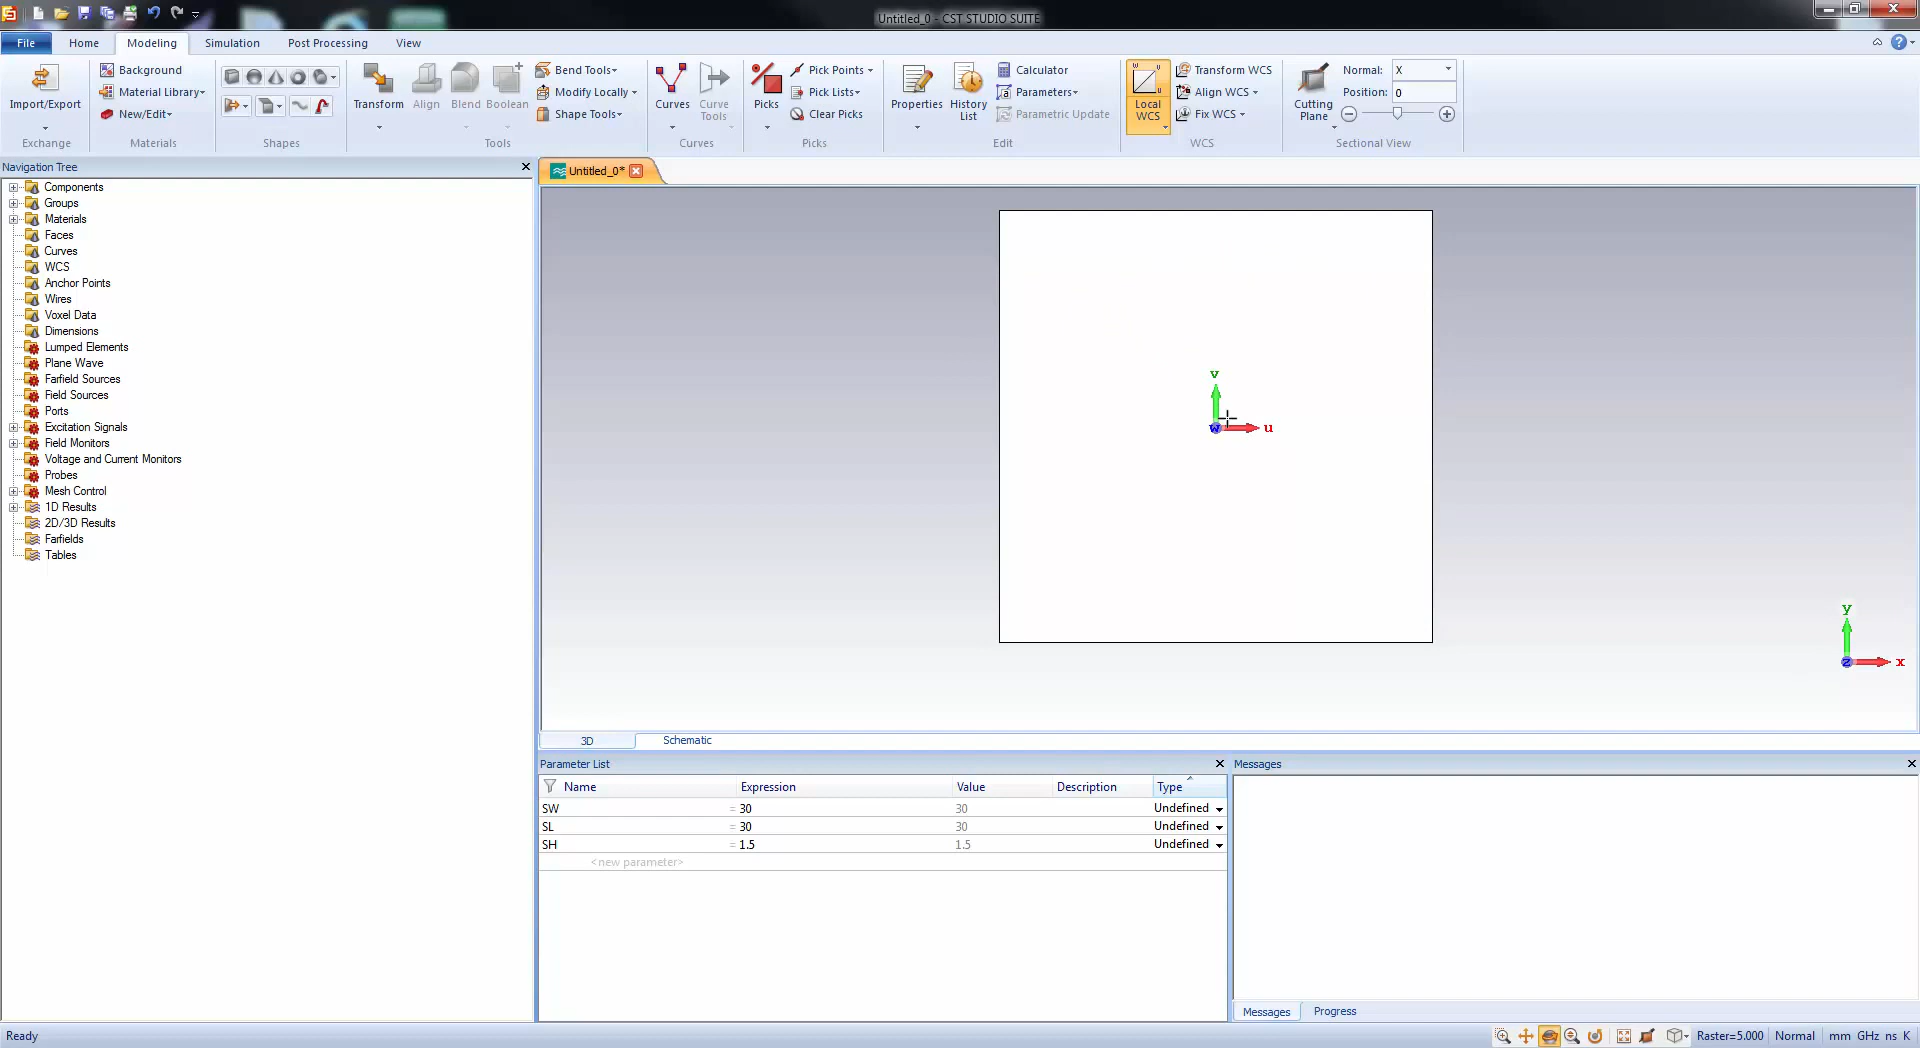 Untitled_0 - CST STUDIO SUITE
File Home Modeling Simulation Post Processing View
Import/Export
Exchange
Background
Material Library
New/Edit
Materials
Shapes
Transform
Align
Blend
Boolean
Bend Tools
Modify Locally
Shape Tools
Tools
Curves
Curve Tools
Curves
Picks
Pick Points
Pick Lists
Clear Picks
Picks
Properties
History List
Calculator
Parameters
Parametric Update
Edit
Local WCS
Transform WCS
Align WCS
Fix WCS
WCS
Cutting Plane
Normal: X
Position: 0
Sectional View
Navigation Tree
Components
Groups
Materials
Faces
Curves
WCS
Anchor Points
Wires
Voxel Data
Dimensions
Lumped Elements
Plane Wave
Farfield Sources
Field Sources
Ports
Excitation Signals
Field Monitors
Voltage and Current Monitors
Probes
Mesh Control
1D Results
2D/3D Results
Farfields
Tables
Untitled_0*
v
w u
y
z x
3D Schematic
Parameter List
Name Expression Value Description Type
SW = 30 30 Undefined
SL = 30 30 Undefined
SH = 1.5 1.5 Undefined
<new parameter>
Messages
Messages Progress
Ready
Raster=5.000 Normal mm GHz ns K